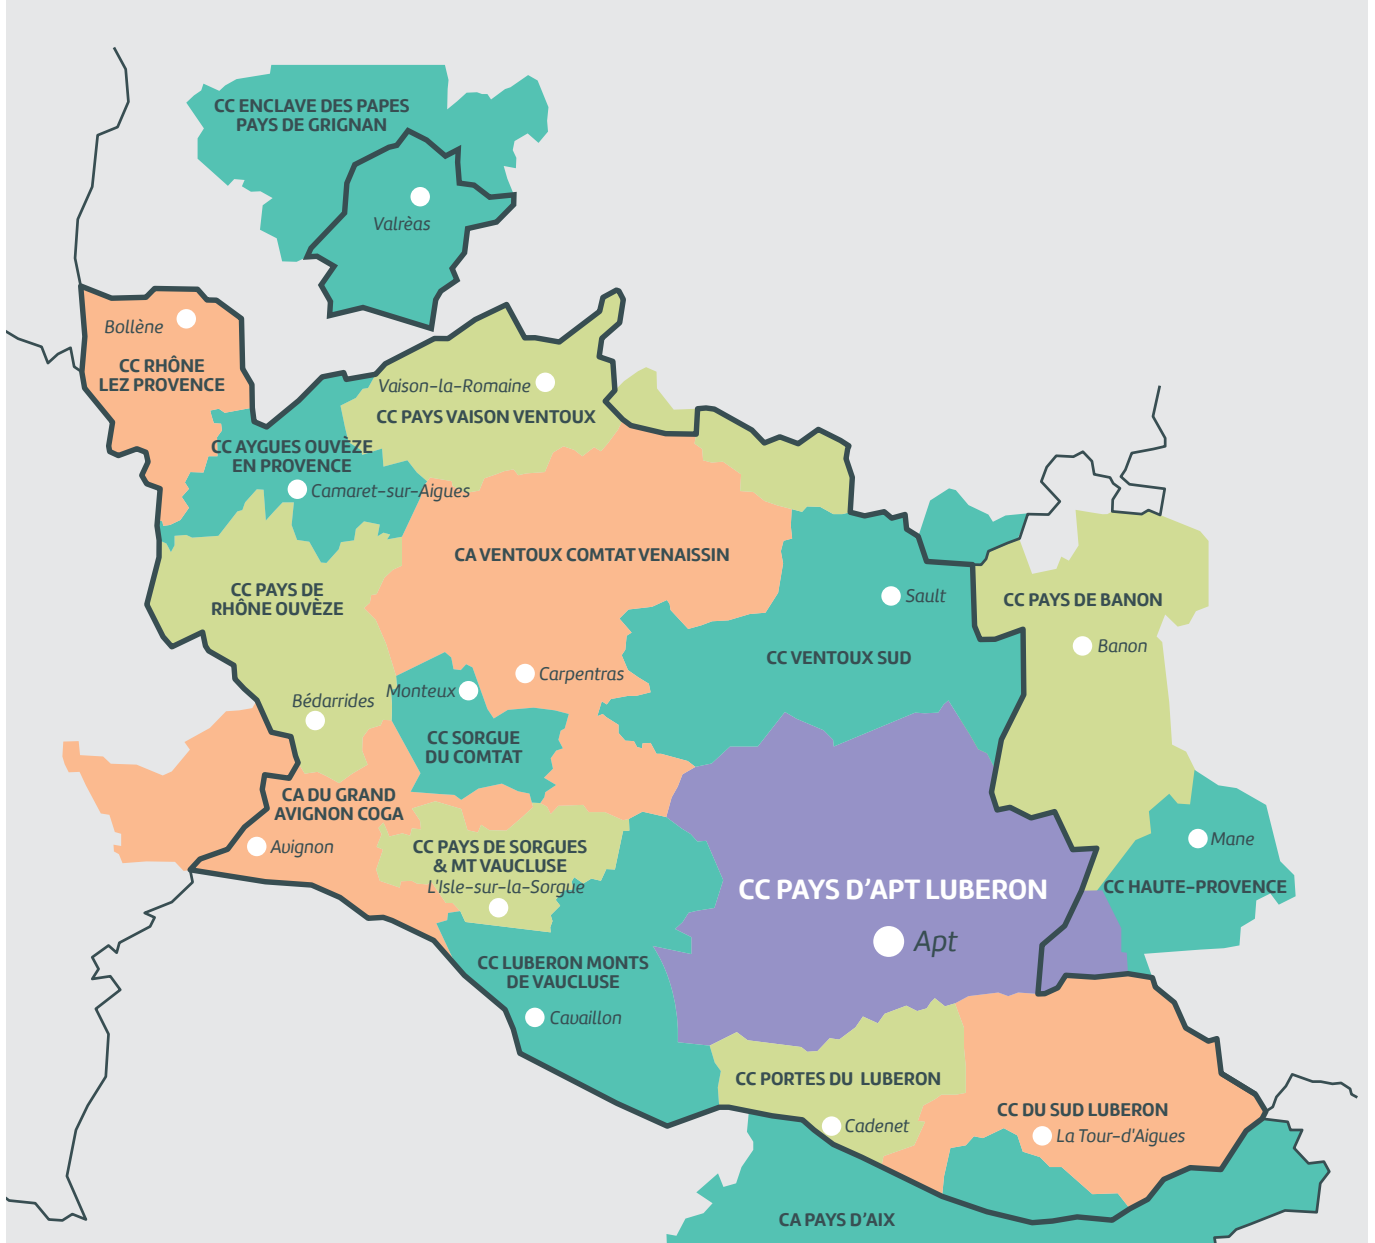 CC ENCLAVE DES PAPES
PAYS DE GRIGNAN
Valrèas
Bollène
CC RHÔNE
LEZ PROVENCE
Vaison-la-Romaine
CC PAYS VAISON VENTOUX
CC AYGUES OUVÈZE
EN PROVENCE
Camaret-sur-Aigues
CA VENTOUX COMTAT VENAISSIN
CC PAYS DE
RHÔNE OUVÈZE
Sault
CC PAYS DE BANON
Banon
CC VENTOUX SUD
Carpentras
Monteux
Bédarrides
CC SORGUE
DU COMTAT
CA DU GRAND
AVIGNON COGA
Avignon
CC PAYS DE SORGUES
& MT VAUCLUSE
L'Isle-sur-la-Sorgue
Mane
CC HAUTE-PROVENCE
CC PAYS D'APT LUBERON
Apt
CC LUBERON MONTS
DE VAUCLUSE
Cavaillon
CC PORTES DU LUBERON
Cadenet
CC DU SUD LUBERON
La Tour-d'Aigues
CA PAYS D'AIX